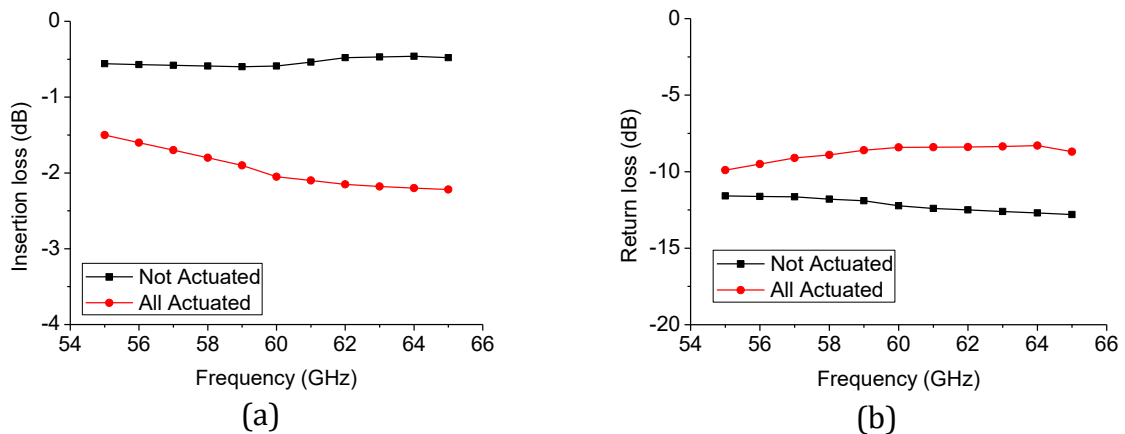 0
-1
-2
-3
-4
Insertion loss (dB)
Not Actuated
All Actuated
54 56 58 60 62 64 66
Frequency (GHz)
(a)
0
-5
-10
-15
-20
Return loss (dB)
Not Actuated
All Actuated
54 56 58 60 62 64 66
Frequency (GHz)
(b)